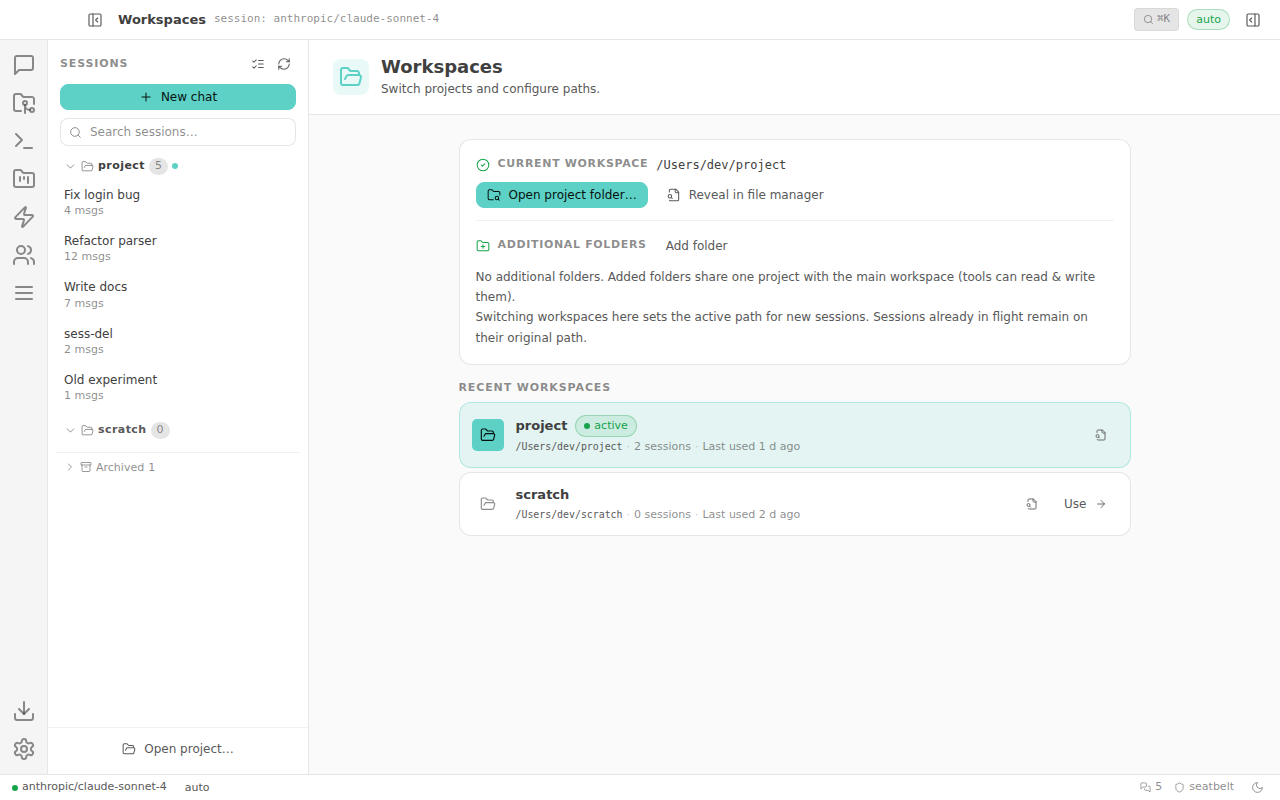 Workspaces session: anthropic/claude-sonnet-4
⌘K auto
SESSIONS
New chat
Search sessions…
project 5
Fix login bug
4 msgs
Refactor parser
12 msgs
Write docs
7 msgs
sess-del
2 msgs
Old experiment
1 msgs
scratch 0
Archived 1
Open project…
Workspaces
Switch projects and configure paths.
CURRENT WORKSPACE /Users/dev/project
Open project folder… Reveal in file manager
ADDITIONAL FOLDERS Add folder
No additional folders. Added folders share one project with the main workspace (tools can read & write
them).
Switching workspaces here sets the active path for new sessions. Sessions already in flight remain on
their original path.
RECENT WORKSPACES
project active
/Users/dev/project · 2 sessions · Last used 1 d ago
scratch
/Users/dev/scratch · 0 sessions · Last used 2 d ago
Use
anthropic/claude-sonnet-4 auto
5 seatbelt